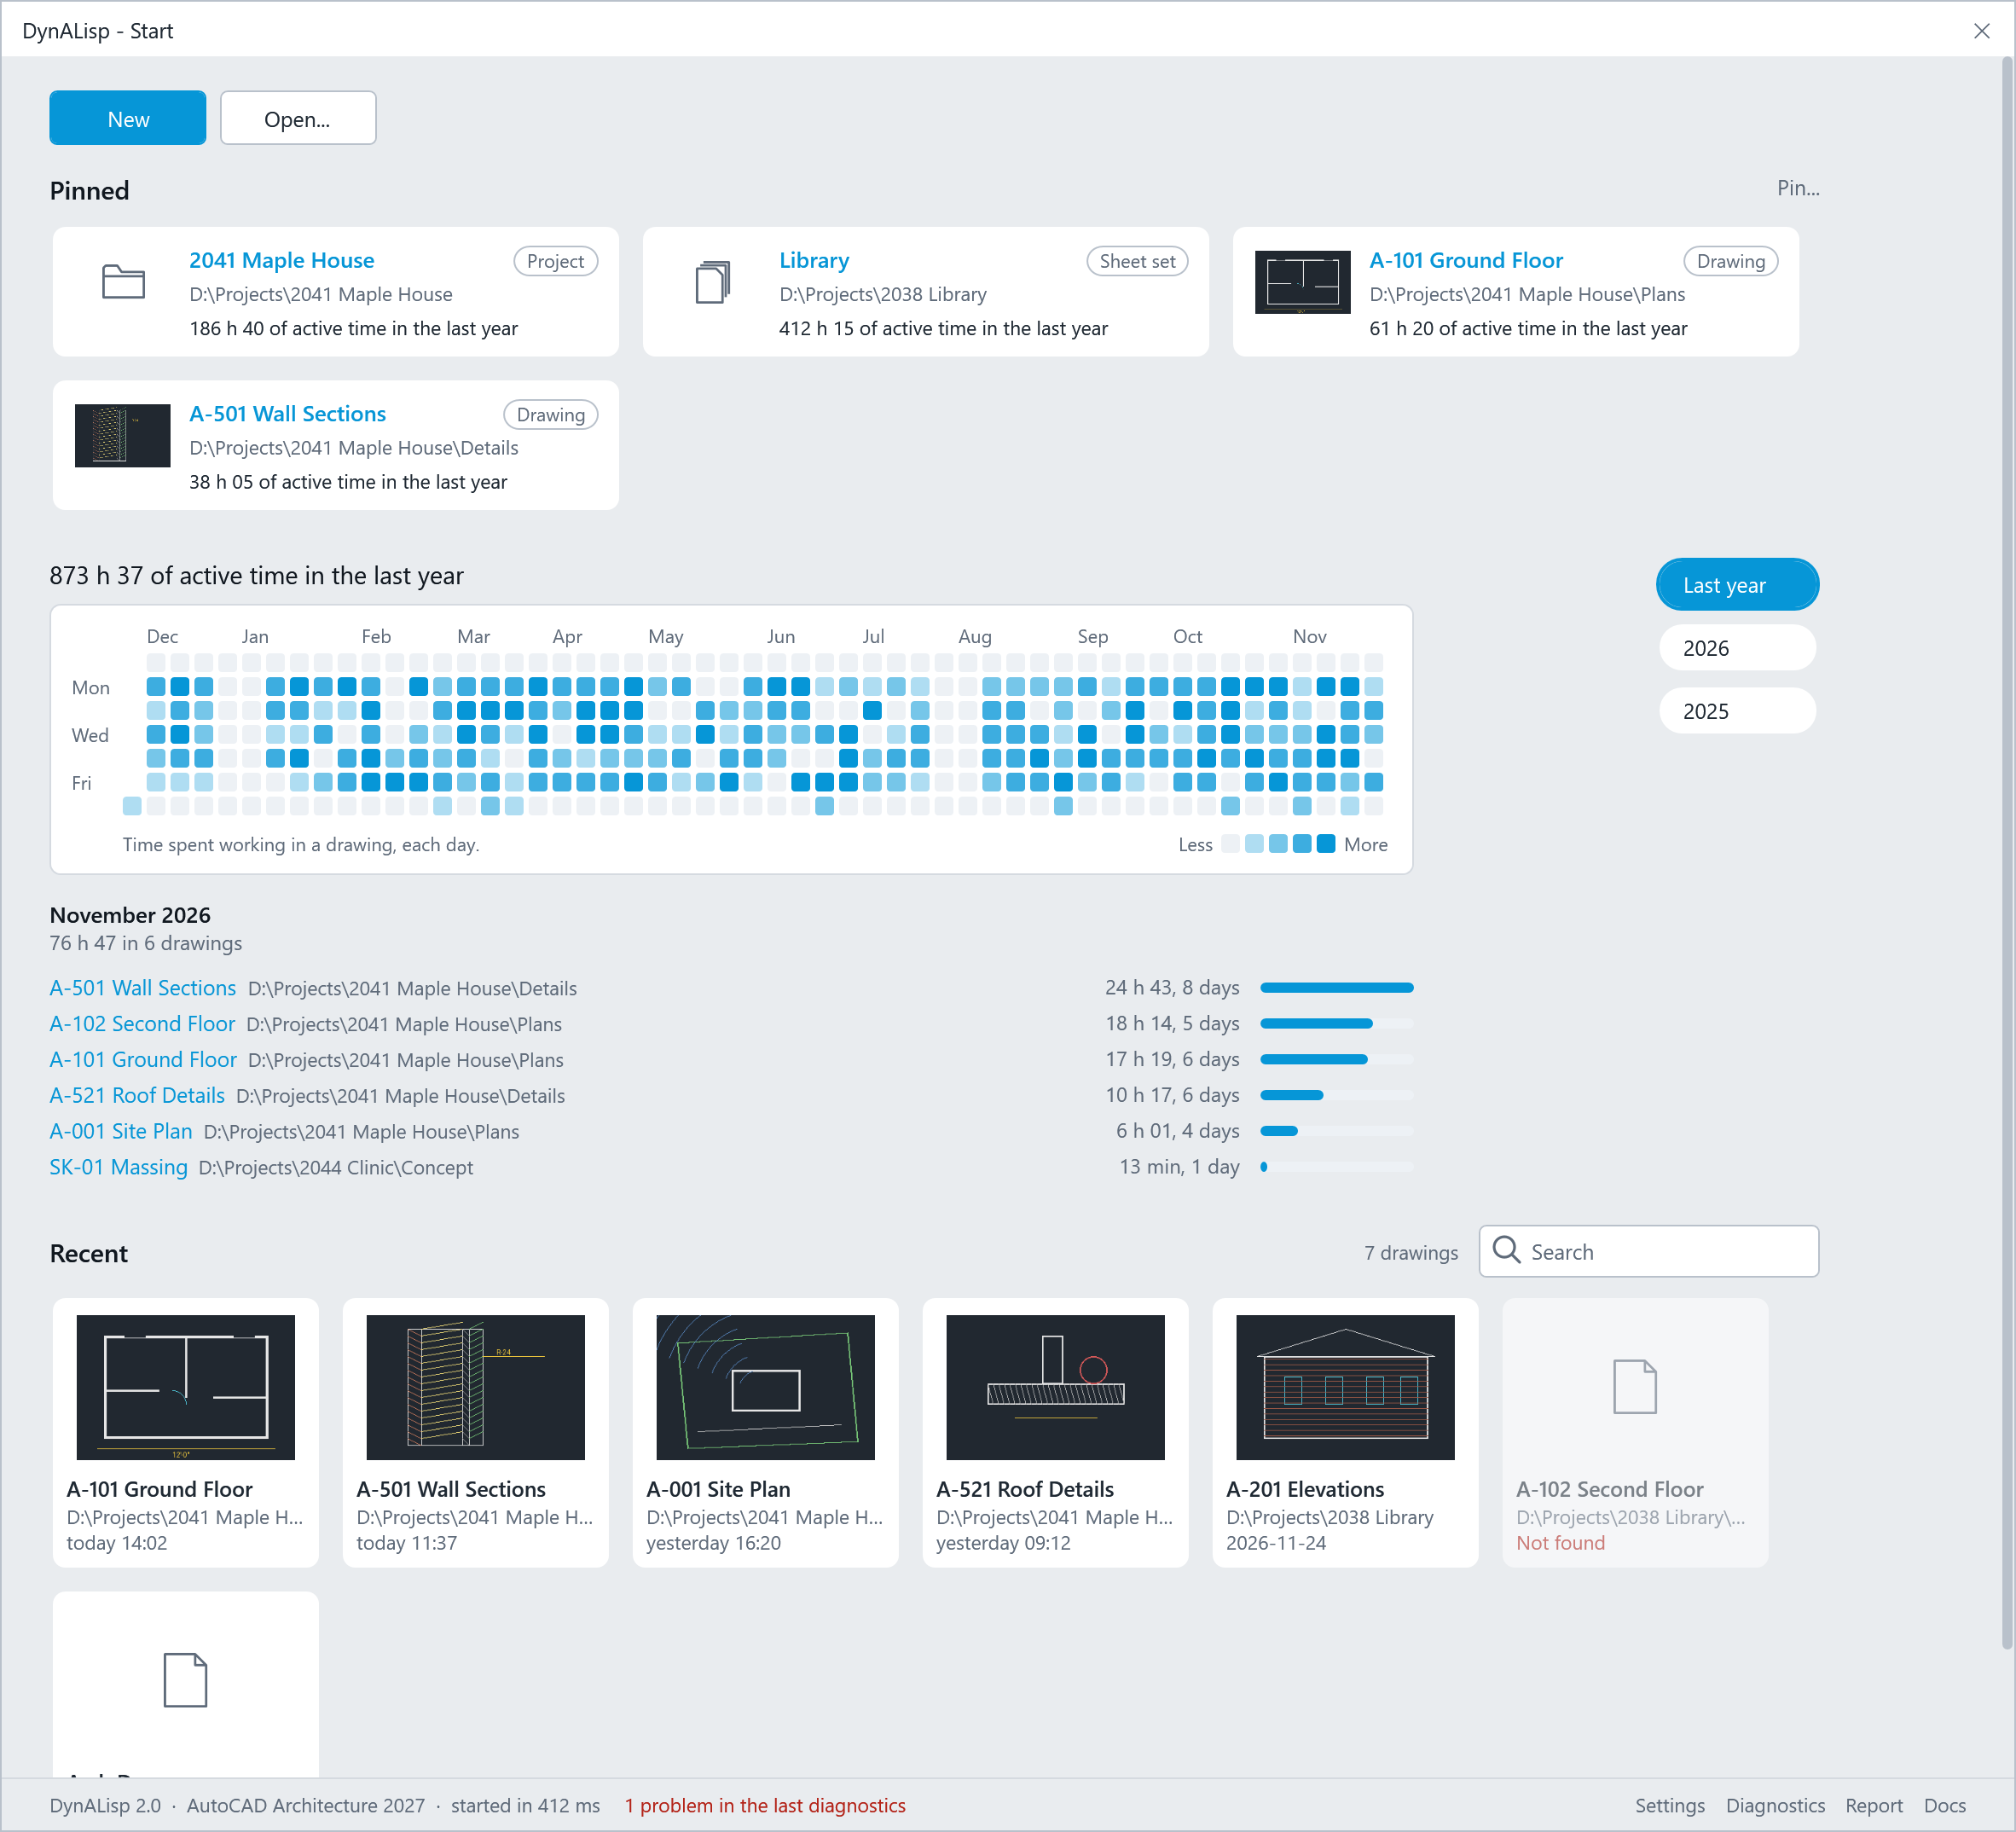 DynALisp - Start
New
Open...
Pinned
Pin...
2041 Maple House
Project
D:\Projects\2041 Maple House
186 h 40 of active time in the last year
Library
Sheet set
D:\Projects\2038 Library
412 h 15 of active time in the last year
A-101 Ground Floor
Drawing
D:\Projects\2041 Maple House\Plans
61 h 20 of active time in the last year
A-501 Wall Sections
Drawing
D:\Projects\2041 Maple House\Details
38 h 05 of active time in the last year
873 h 37 of active time in the last year
Last year
2026
2025
Dec Jan Feb Mar Apr May Jun Jul Aug Sep Oct Nov
Mon
Wed
Fri
Time spent working in a drawing, each day.
Less More
November 2026
76 h 47 in 6 drawings
A-501 Wall Sections D:\Projects\2041 Maple House\Details 24 h 43, 8 days
A-102 Second Floor D:\Projects\2041 Maple House\Plans 18 h 14, 5 days
A-101 Ground Floor D:\Projects\2041 Maple House\Plans 17 h 19, 6 days
A-521 Roof Details D:\Projects\2041 Maple House\Details 10 h 17, 6 days
A-001 Site Plan D:\Projects\2041 Maple House\Plans 6 h 01, 4 days
SK-01 Massing D:\Projects\2044 Clinic\Concept 13 min, 1 day
Recent
7 drawings
Search
12'0"
A-101 Ground Floor
D:\Projects\2041 Maple H...
today 14:02
R-24
A-501 Wall Sections
D:\Projects\2041 Maple H...
today 11:37
A-001 Site Plan
D:\Projects\2041 Maple H...
yesterday 16:20
A-521 Roof Details
D:\Projects\2041 Maple H...
yesterday 09:12
A-201 Elevations
D:\Projects\2038 Library
2026-11-24
A-102 Second Floor
D:\Projects\2038 Library\...
Not found
DynALisp 2.0 · AutoCAD Architecture 2027 · started in 412 ms 1 problem in the last diagnostics
Settings Diagnostics Report Docs